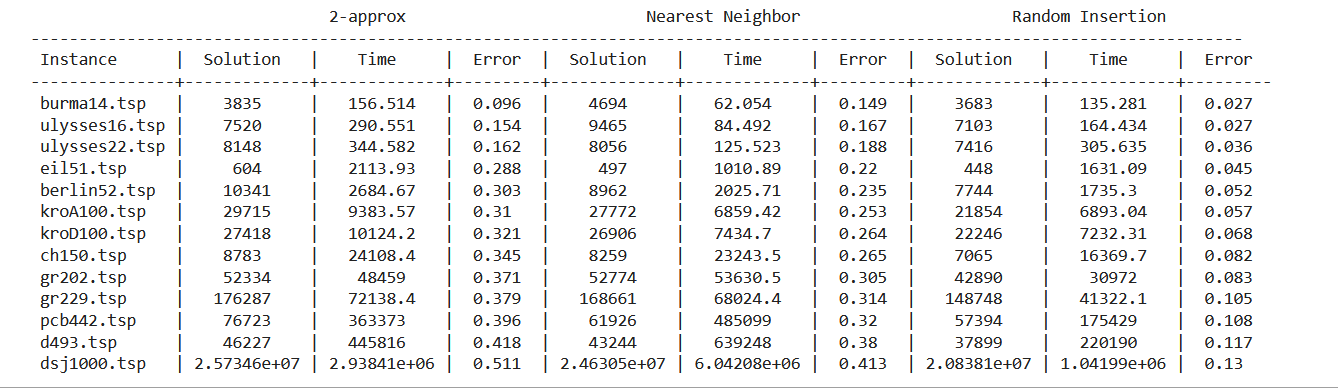 2-approx Nearest Neighbor Random Insertion
Instance | Solution | Time | Error | Solution | Time | Error | Solution | Time | Error
burma14.tsp | 3835 | 156.514 | 0.096 | 4694 | 62.054 | 0.149 | 3683 | 135.281 | 0.027
ulysses16.tsp | 7520 | 290.551 | 0.154 | 9465 | 84.492 | 0.167 | 7103 | 164.434 | 0.027
ulysses22.tsp | 8148 | 344.582 | 0.162 | 8056 | 125.523 | 0.188 | 7416 | 305.635 | 0.036
eil51.tsp | 604 | 2113.93 | 0.288 | 497 | 1010.89 | 0.22 | 448 | 1631.09 | 0.045
berlin52.tsp | 10341 | 2684.67 | 0.303 | 8962 | 2025.71 | 0.235 | 7744 | 1735.3 | 0.052
kroA100.tsp | 29715 | 9383.57 | 0.31 | 27772 | 6859.42 | 0.253 | 21854 | 6893.04 | 0.057
kroD100.tsp | 27418 | 10124.2 | 0.321 | 26906 | 7434.7 | 0.264 | 22246 | 7232.31 | 0.068
ch150.tsp | 8783 | 24108.4 | 0.345 | 8259 | 23243.5 | 0.265 | 7065 | 16369.7 | 0.082
gr202.tsp | 52334 | 48459 | 0.371 | 52774 | 53630.5 | 0.305 | 42890 | 30972 | 0.083
gr229.tsp | 176287 | 72138.4 | 0.379 | 168661 | 68024.4 | 0.314 | 148748 | 41322.1 | 0.105
pcb442.tsp | 76723 | 363373 | 0.396 | 61926 | 485099 | 0.32 | 57394 | 175429 | 0.108
d493.tsp | 46227 | 445816 | 0.418 | 43244 | 639248 | 0.38 | 37899 | 220190 | 0.117
dsj1000.tsp | 2.57346e+07 | 2.93841e+06 | 0.511 | 2.46305e+07 | 6.04208e+06 | 0.413 | 2.08381e+07 | 1.04199e+06 | 0.13